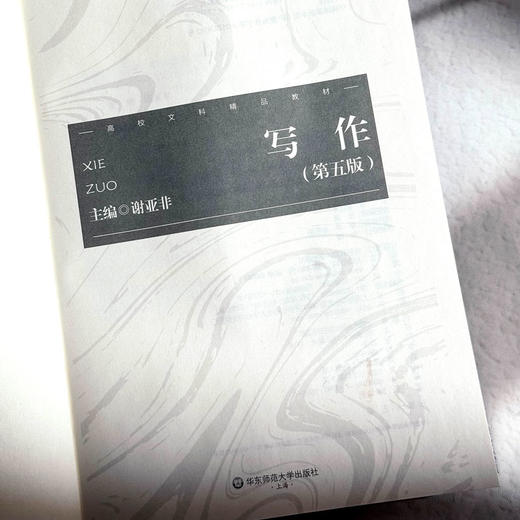 高校文科精品教材
写作
XIE
(第五版)
ZUO
主编◎谢亚非
华东师范大学出版社
·上海·